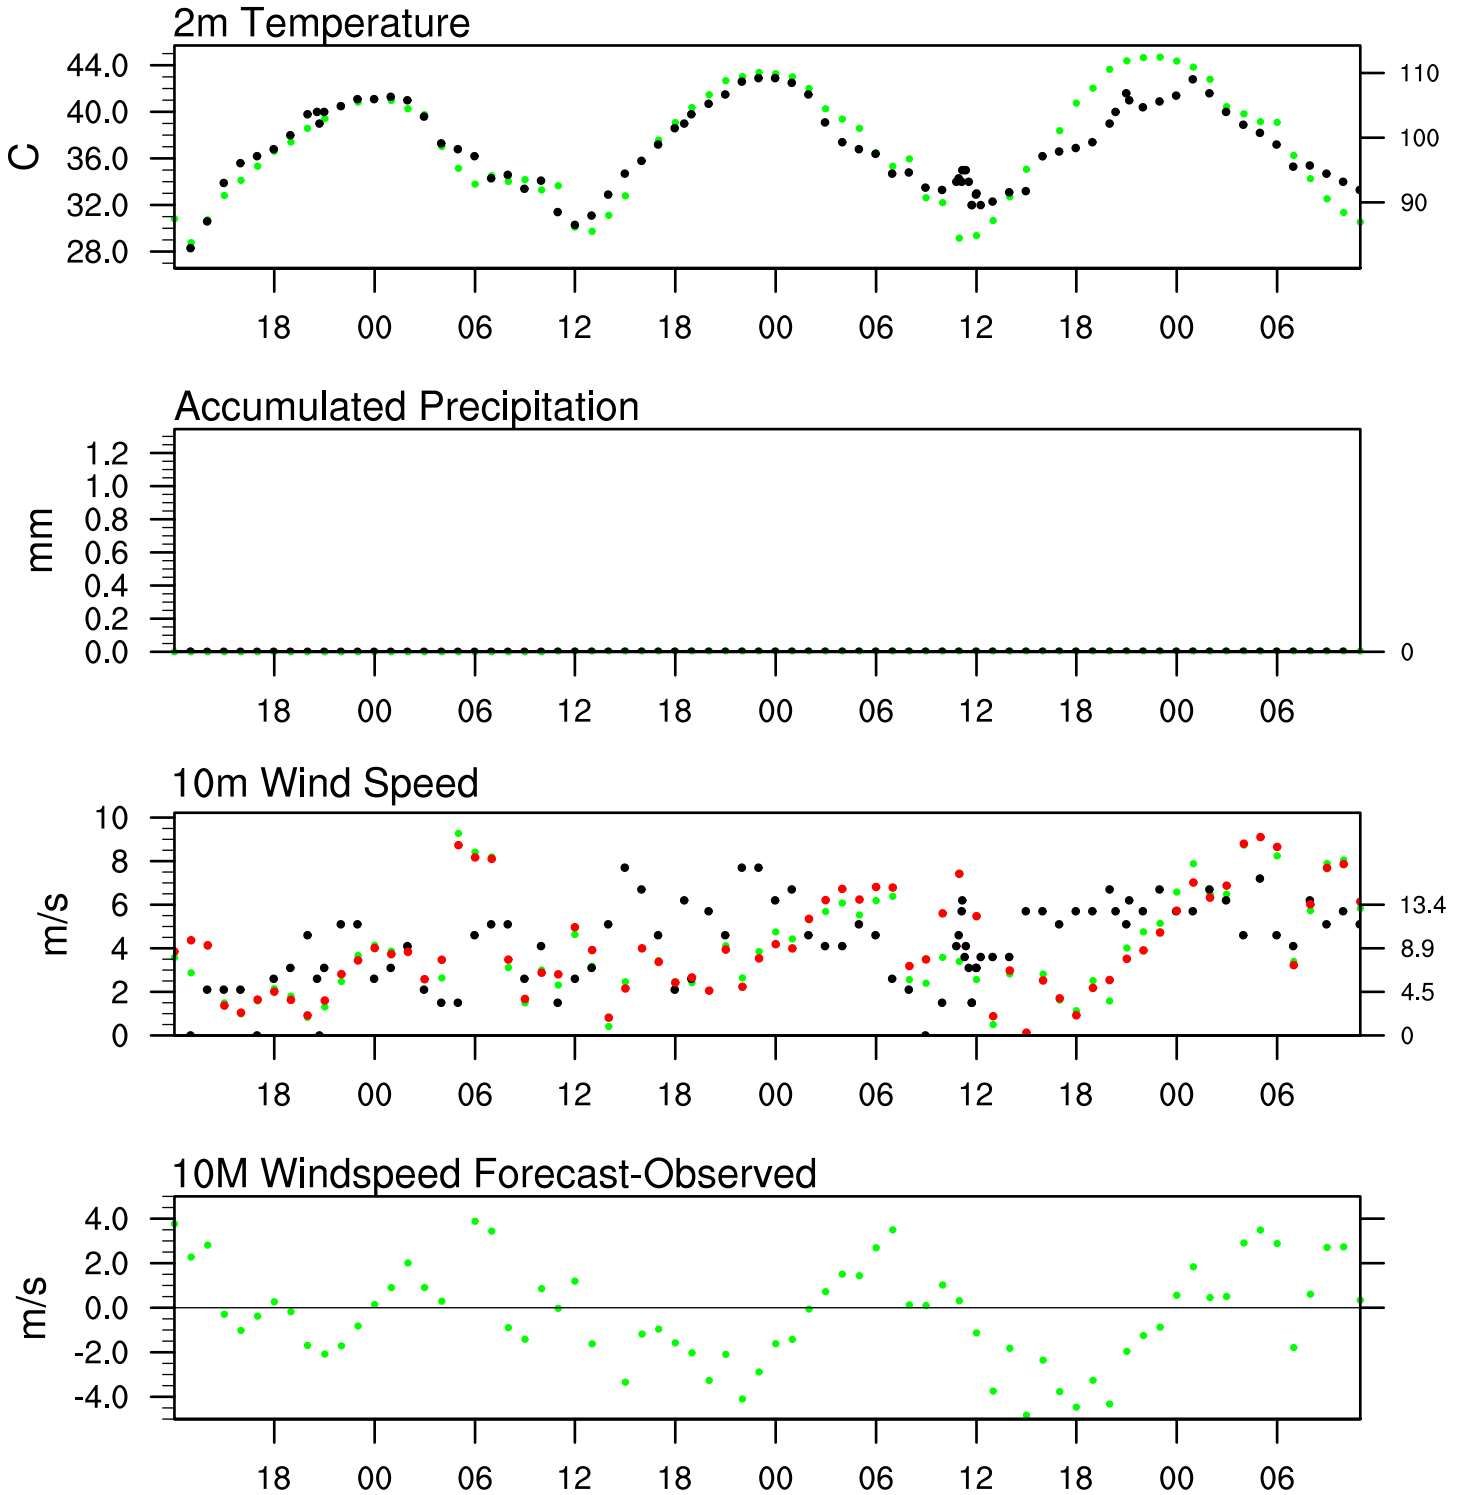 2m Temperature
44.0
40.0
36.0
32.0
28.0
C
110
100
90
18 00 06 12 18 00 06 12 18 00 06
Accumulated Precipitation
1.2
1.0
0.8
0.6
0.4
0.2
0.0
mm
0
18 00 06 12 18 00 06 12 18 00 06
10m Wind Speed
10
8
6
4
2
0
m/s
13.4
8.9
4.5
0
18 00 06 12 18 00 06 12 18 00 06
10M Windspeed Forecast-Observed
4.0
2.0
0.0
-2.0
-4.0
m/s
18 00 06 12 18 00 06 12 18 00 06